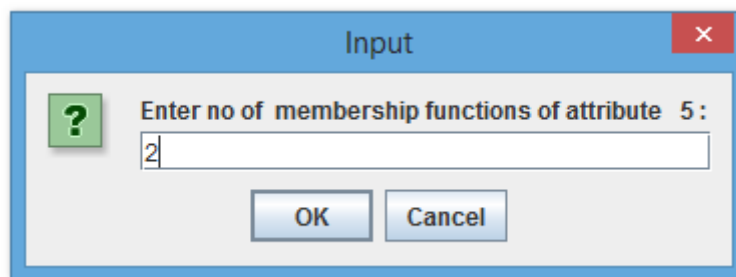 Input
Enter no of membership functions of attribute 5 :
2
OK
Cancel